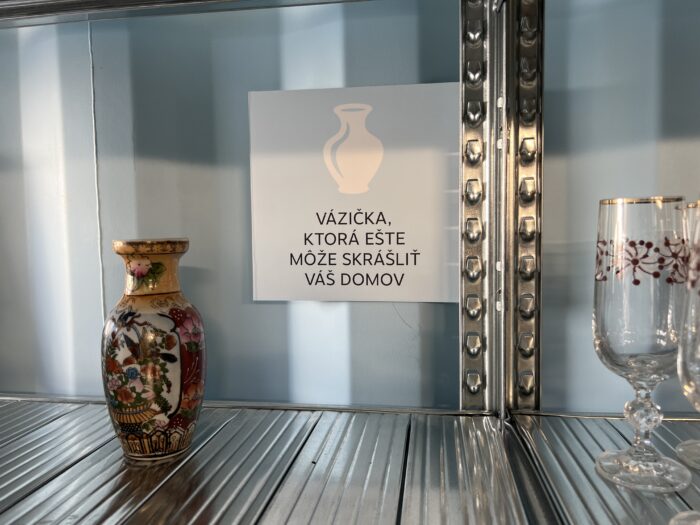 VÁZIČKA,
KTORÁ EŠTE
MÔŽE SKRÁŠLIŤ
VÁŠ DOMOV